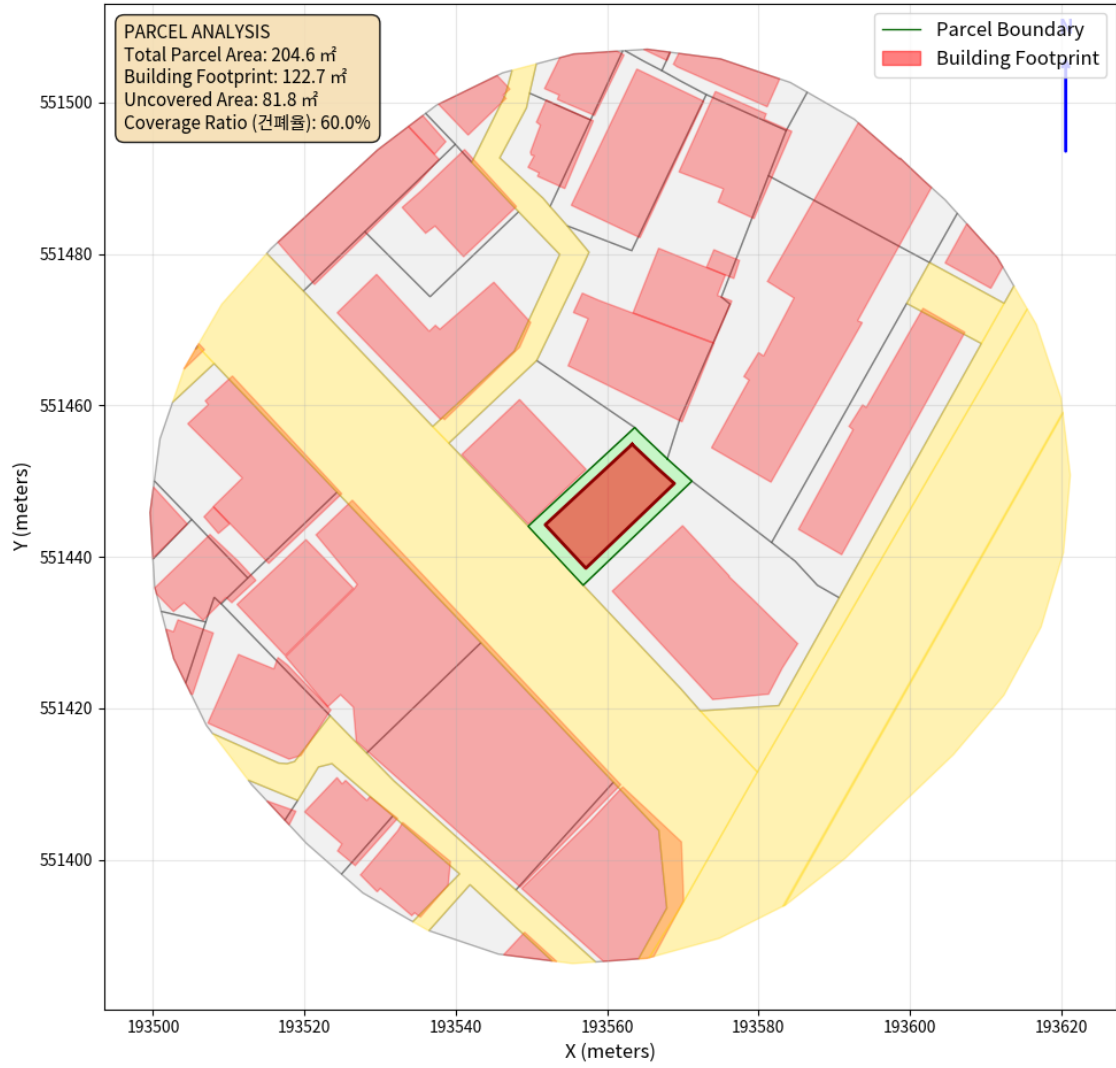 PARCEL ANALYSIS
Total Parcel Area: 204.6 ㎡
Building Footprint: 122.7 ㎡
Uncovered Area: 81.8 ㎡
Coverage Ratio (건폐율): 60.0%
N
Parcel Boundary
Building Footprint
551500
551480
551460
551440
551420
551400
Y (meters)
193500
193520
193540
193560
193580
193600
193620
X (meters)